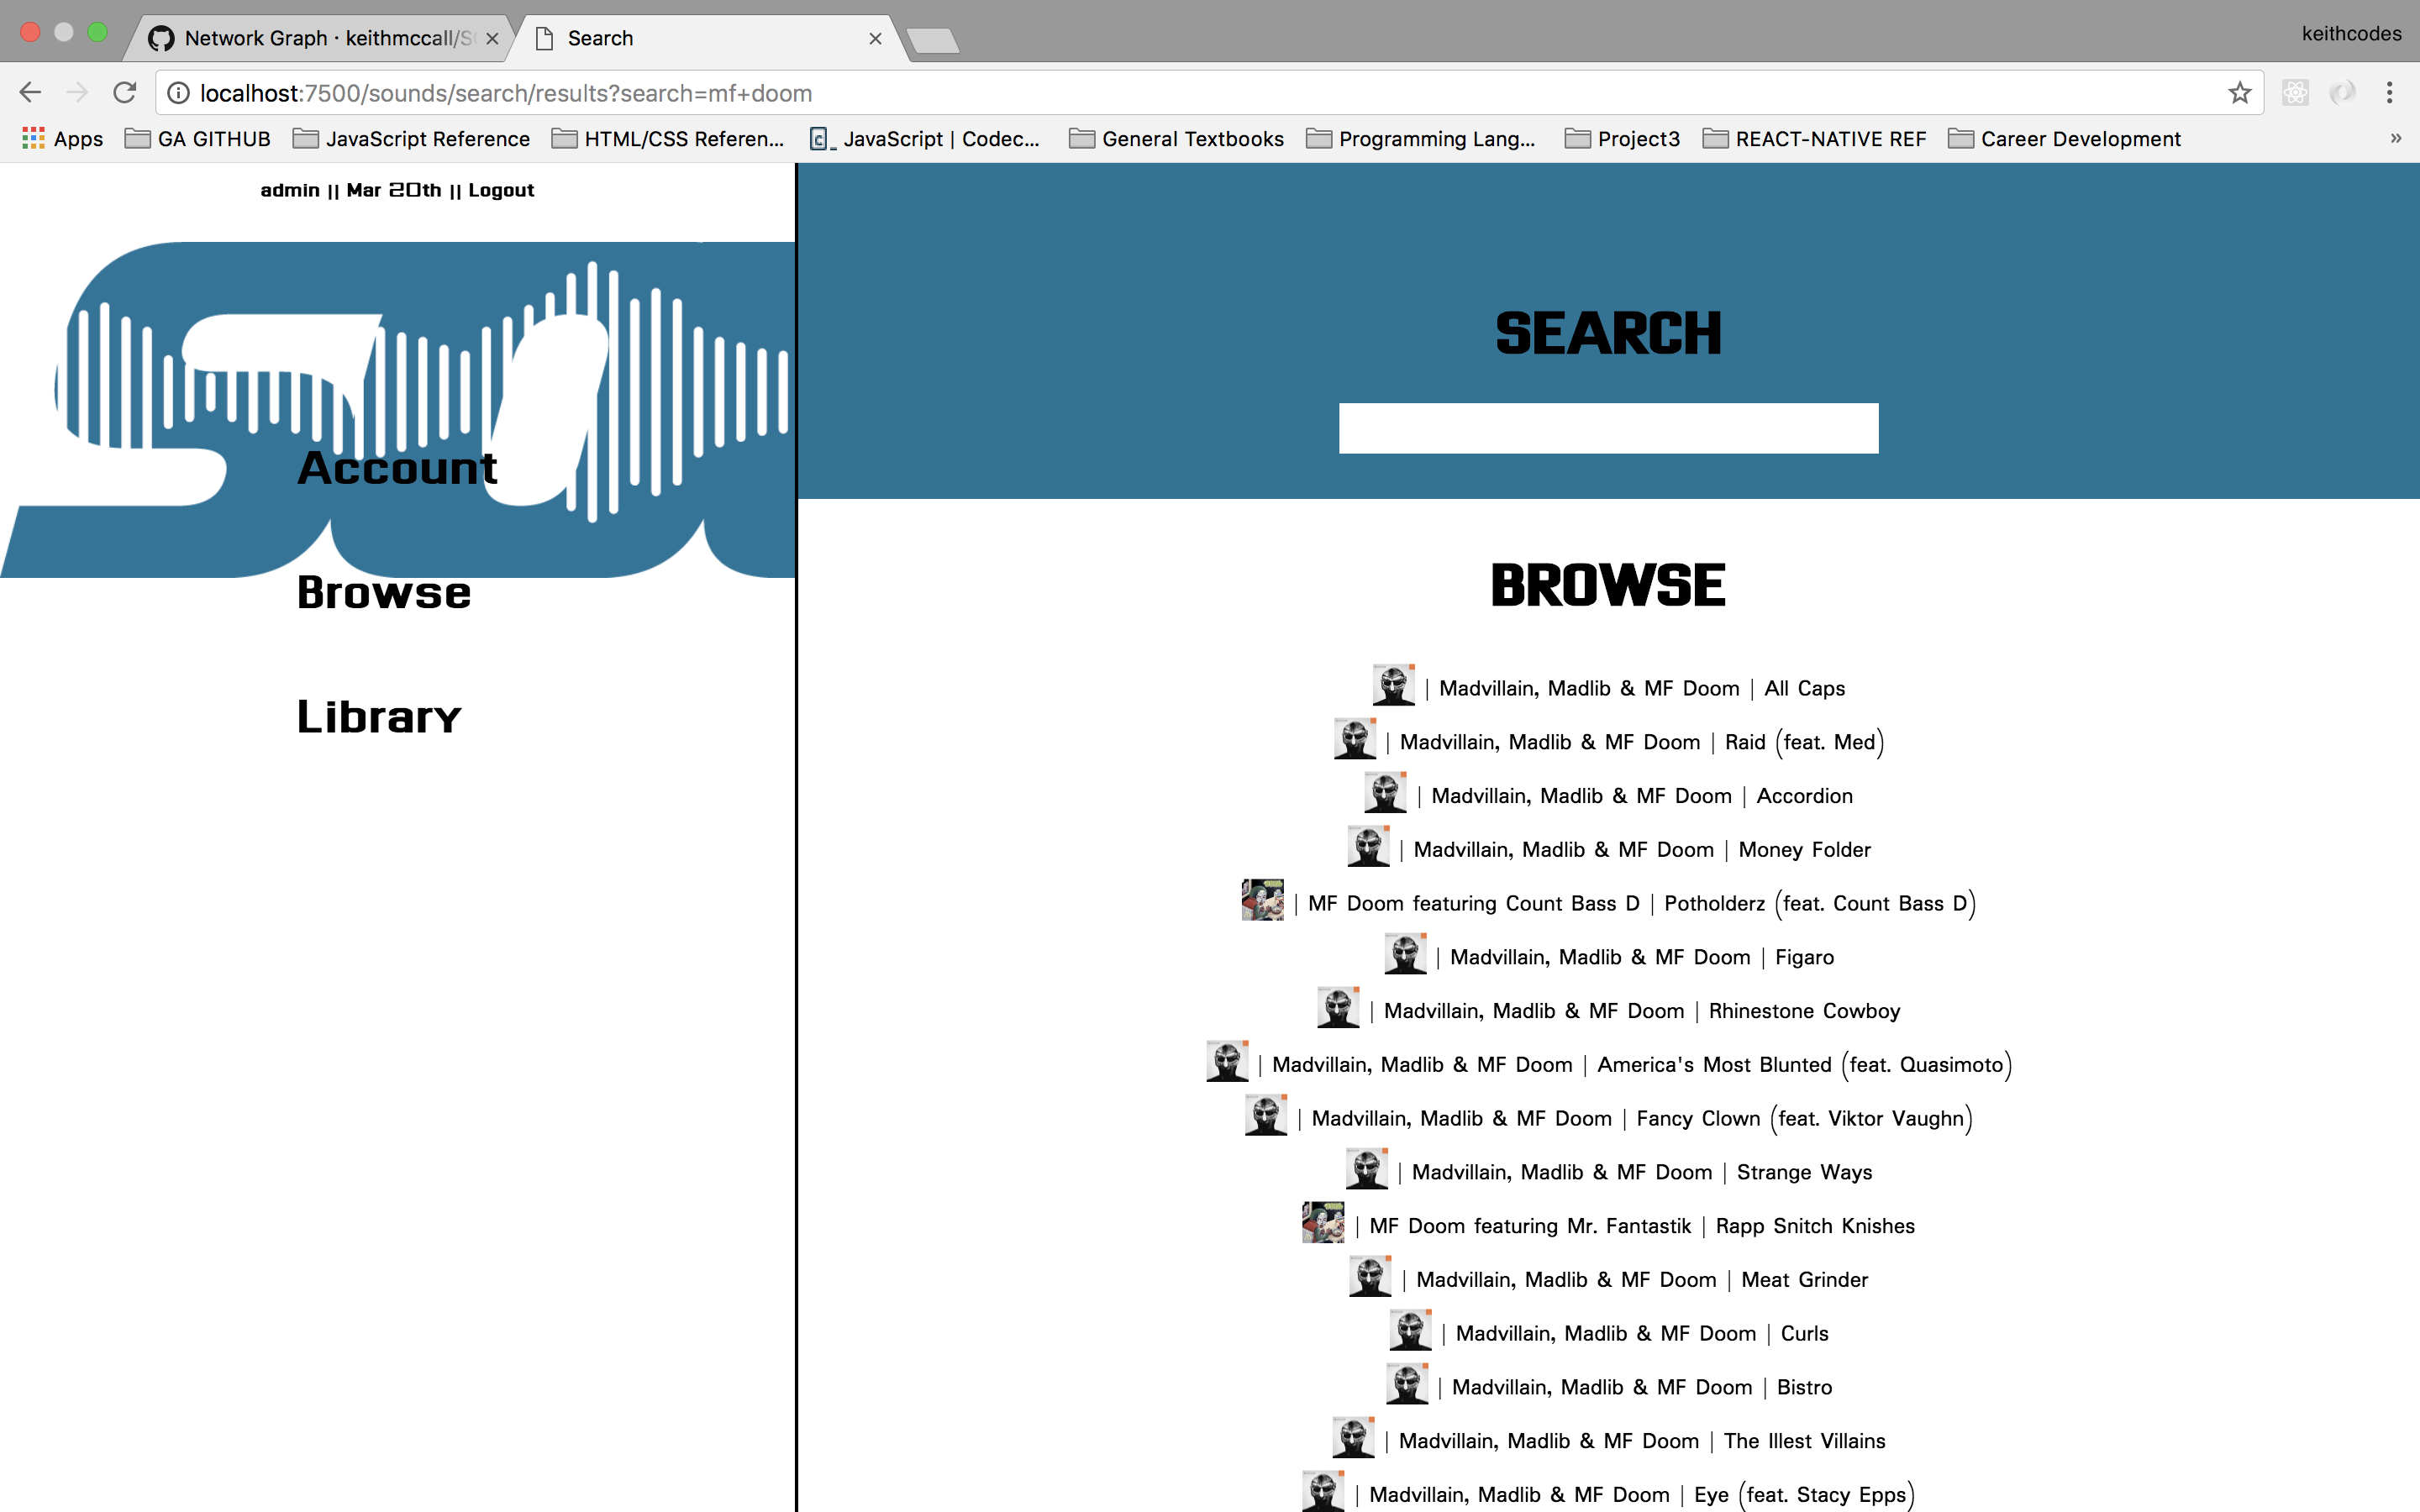 Network Graph · keithmccall/S
Search
keithcodes
localhost:7500/sounds/search/results?search=mf+doom
Apps GA GITHUB JavaScript Reference HTML/CSS Referen... JavaScript | Codec... General Textbooks Programming Lang... Project3 REACT-NATIVE REF Career Development »
admin || Mar 20th || Logout
Account
Browse
Library
SEARCH
BROWSE
| Madvillain, Madlib & MF Doom | All Caps
| Madvillain, Madlib & MF Doom | Raid (feat. Med)
| Madvillain, Madlib & MF Doom | Accordion
| Madvillain, Madlib & MF Doom | Money Folder
| MF Doom featuring Count Bass D | Potholderz (feat. Count Bass D)
| Madvillain, Madlib & MF Doom | Figaro
| Madvillain, Madlib & MF Doom | Rhinestone Cowboy
| Madvillain, Madlib & MF Doom | America's Most Blunted (feat. Quasimoto)
| Madvillain, Madlib & MF Doom | Fancy Clown (feat. Viktor Vaughn)
| Madvillain, Madlib & MF Doom | Strange Ways
| MF Doom featuring Mr. Fantastik | Rapp Snitch Knishes
| Madvillain, Madlib & MF Doom | Meat Grinder
| Madvillain, Madlib & MF Doom | Curls
| Madvillain, Madlib & MF Doom | Bistro
| Madvillain, Madlib & MF Doom | The Illest Villains
| Madvillain, Madlib & MF Doom | Eye (feat. Stacy Epps)